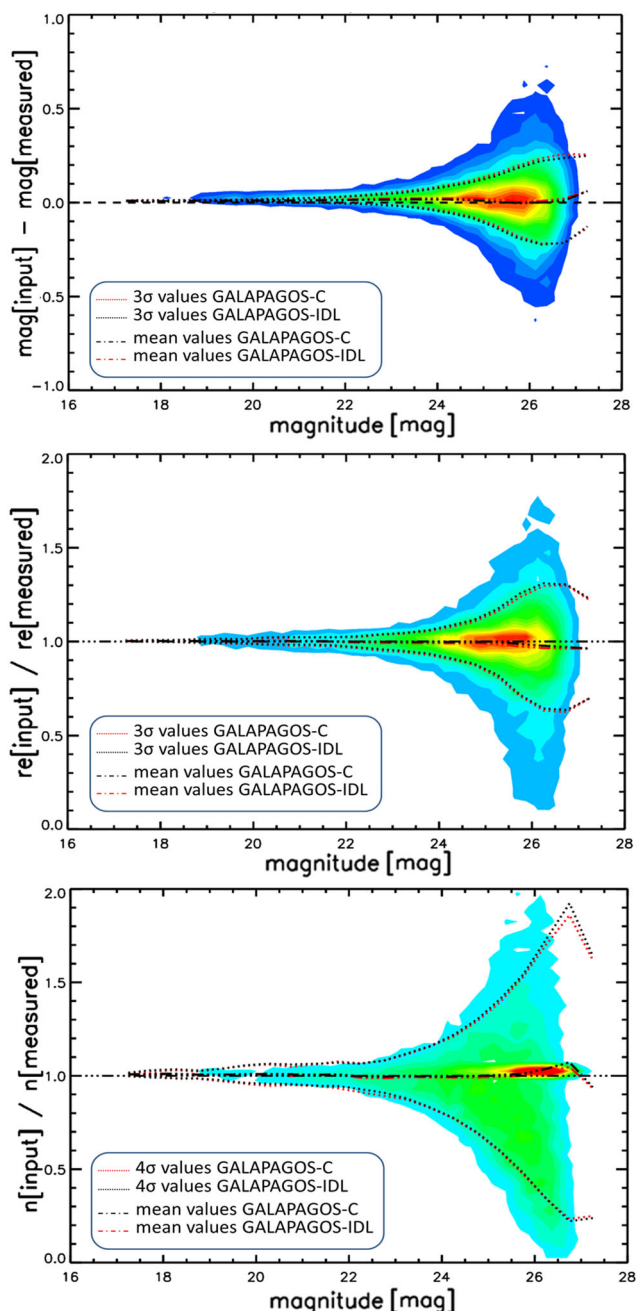 mag[input] − mag[measured]
1.0
0.5
0.0
-0.5
-1.0
3σ values GALAPAGOS-C
3σ values GALAPAGOS-IDL
mean values GALAPAGOS-C
mean values GALAPAGOS-IDL
16 18 20 22 24 26 28
magnitude [mag]
re[input] / re[measured]
2.0
1.5
1.0
0.5
0.0
3σ values GALAPAGOS-C
3σ values GALAPAGOS-IDL
mean values GALAPAGOS-C
mean values GALAPAGOS-IDL
16 18 20 22 24 26 28
magnitude [mag]
n[input] / n[measured]
2.0
1.5
1.0
0.5
0.0
4σ values GALAPAGOS-C
4σ values GALAPAGOS-IDL
mean values GALAPAGOS-C
mean values GALAPAGOS-IDL
16 18 20 22 24 26 28
magnitude [mag]